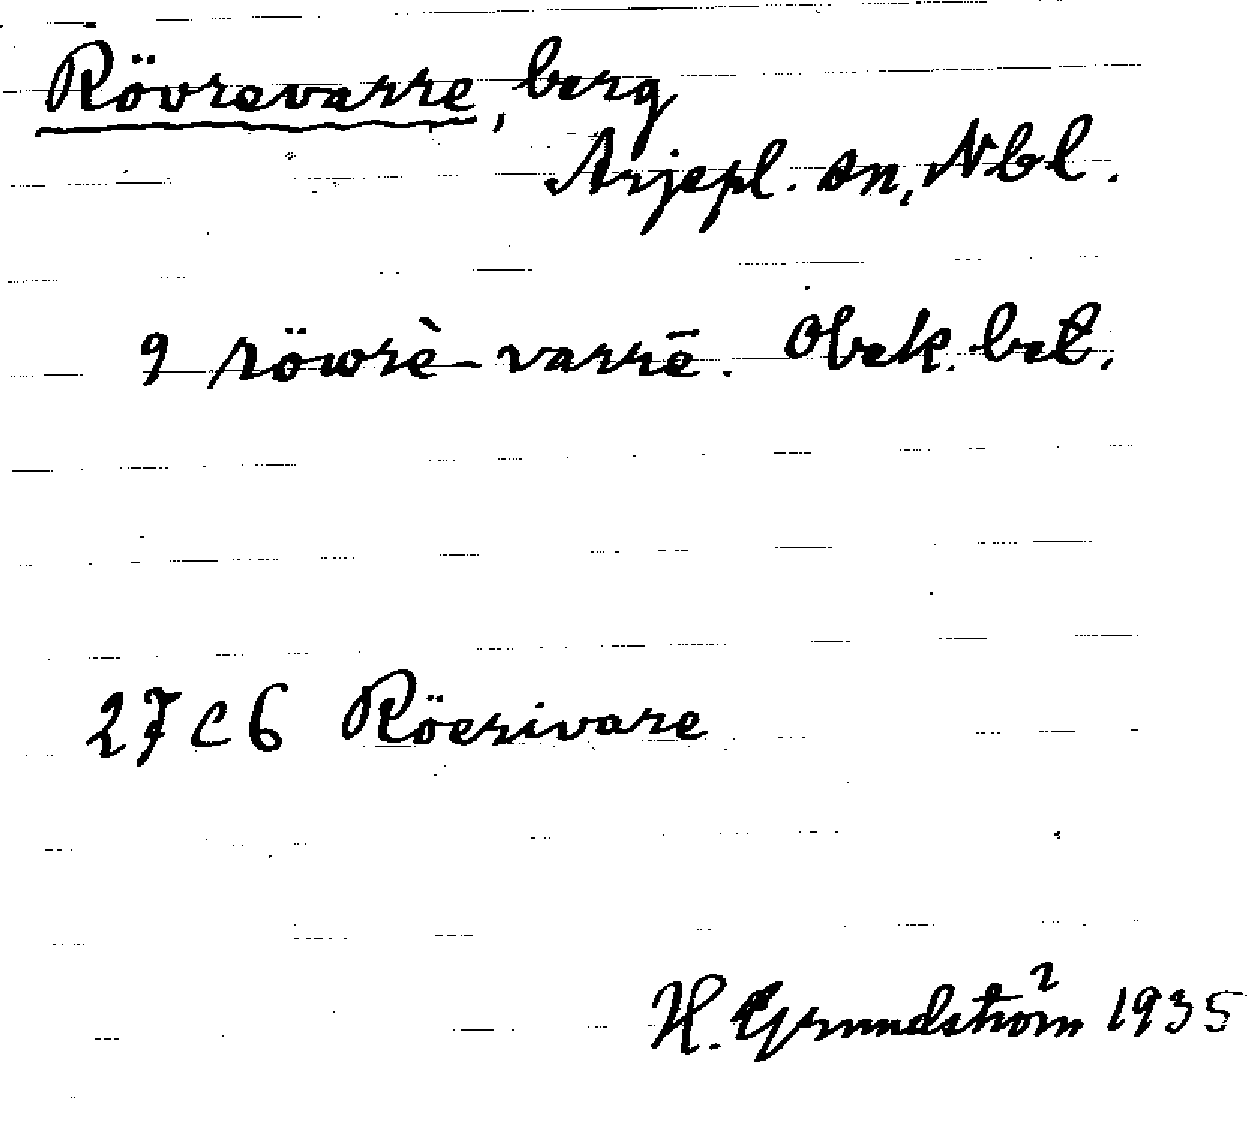 Rövrevarre, berg
Arjepl. sn, Nbl.
9 röwrè-varrē. Obek. bet.
27 C 6 Röerivare
H. Grundström 1935